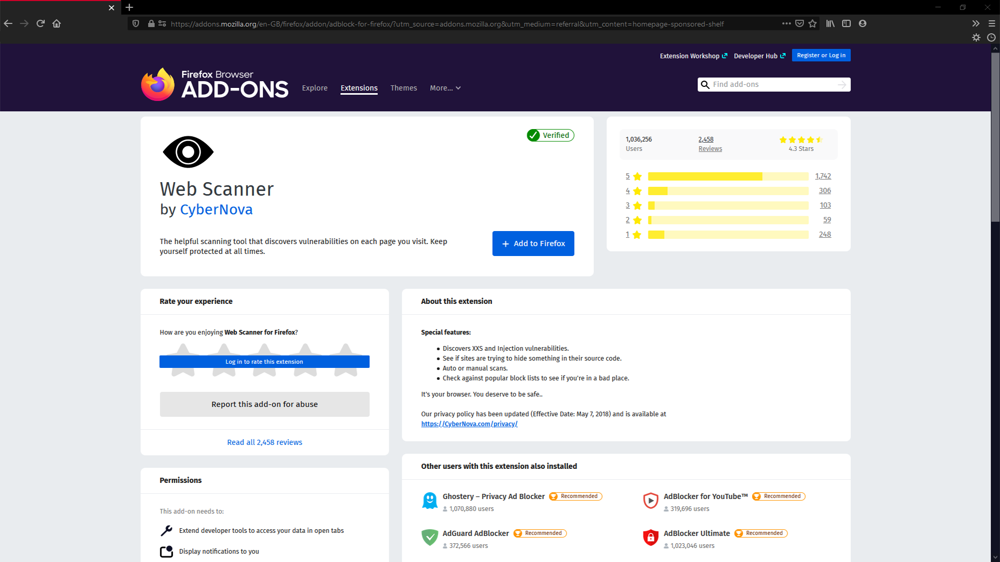 https://addons.mozilla.org/en-GB/firefox/addon/adblock-for-firefox/?utm_source=addons.mozilla.org&utm_medium=referral&utm_content=homepage-sponsored-shelf
Extension Workshop
Developer Hub
Register or Log in
Firefox Browser
ADD-ONS
Explore
Extensions
Themes
More...
Find add-ons
Verified
Web Scanner
by CyberNova
The helpful scanning tool that discovers vulnerabilities on each page you visit. Keep
yourself protected at all times.
+ Add to Firefox
1,036,256
Users
2,458
Reviews
4.3 Stars
5 1,742
4 306
3 103
2 59
1 248
Rate your experience
How are you enjoying Web Scanner for Firefox?
Log in to rate this extension
Report this add-on for abuse
Read all 2,458 reviews
Permissions
This add-on needs to:
Extend developer tools to access your data in open tabs
Display notifications to you
About this extension
Special features:
• Discovers XXS and Injection vulnerabilities.
• See if sites are trying to hide something in their source code.
• Auto or manual scans.
• Check against popular block lists to see if you're in a bad place.
It's your browser. You deserve to be safe..
Our privacy policy has been updated (Effective Date: May 7, 2018) and is available at
https://CyberNova.com/privacy/
Other users with this extension also installed
Ghostery – Privacy Ad Blocker
Recommended
1,070,880 users
AdBlocker for YouTube™
Recommended
319,696 users
AdGuard AdBlocker
Recommended
372,566 users
AdBlocker Ultimate
Recommended
1,023,046 users